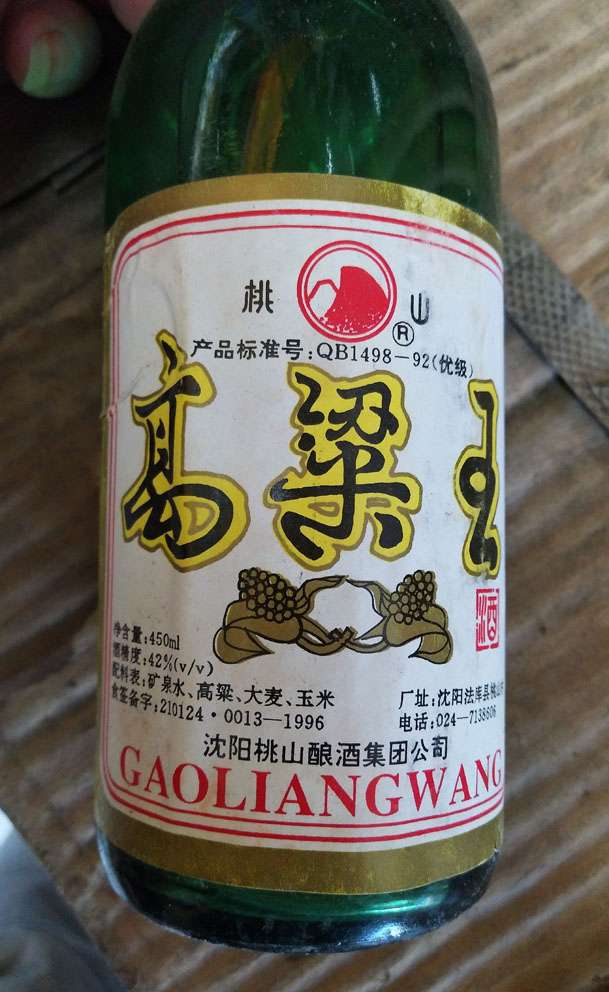 桃 山
R
产品标准号:QB1498-92(优级)
高粱王
酒
净含量:450ml
酒精度:42%(v/v)
配料表:矿泉水、高粱、大麦、玉米
食签备字:210124·0013-1996
厂址:沈阳法库县桃山
电话:024-7138606
沈阳桃山酿酒集团公司
GAOLIANGWANG